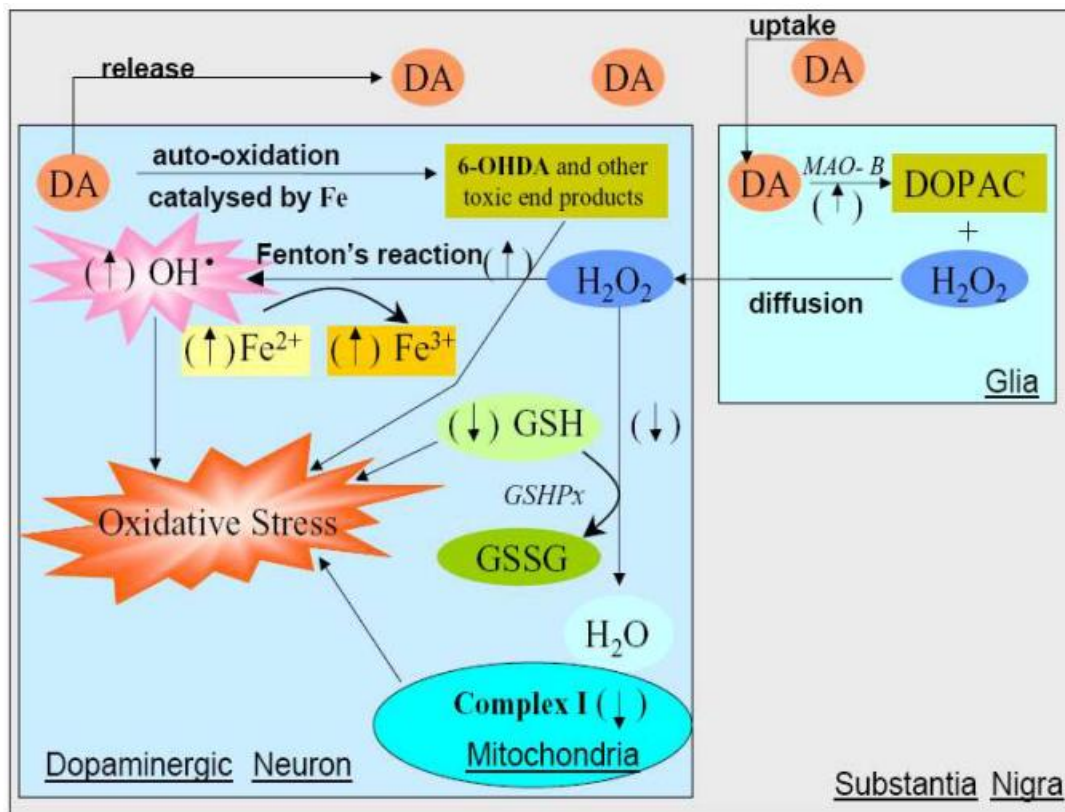 uptake
release
DA
DA
DA
auto-oxidation
catalysed by Fe
DA
6-OHDA and other
toxic end products
DA
MAO- B
(↑)
DOPAC
+
H₂O₂
diffusion
Glia
(↑) OH•
Fenton's reaction
(↑)
H₂O₂
(↑)Fe²⁺
(↑) Fe³⁺
(↓) GSH
(↓)
GSHPx
GSSG
Oxidative Stress
H₂O
Complex I (↓)
Mitochondria
Dopaminergic Neuron
Substantia Nigra